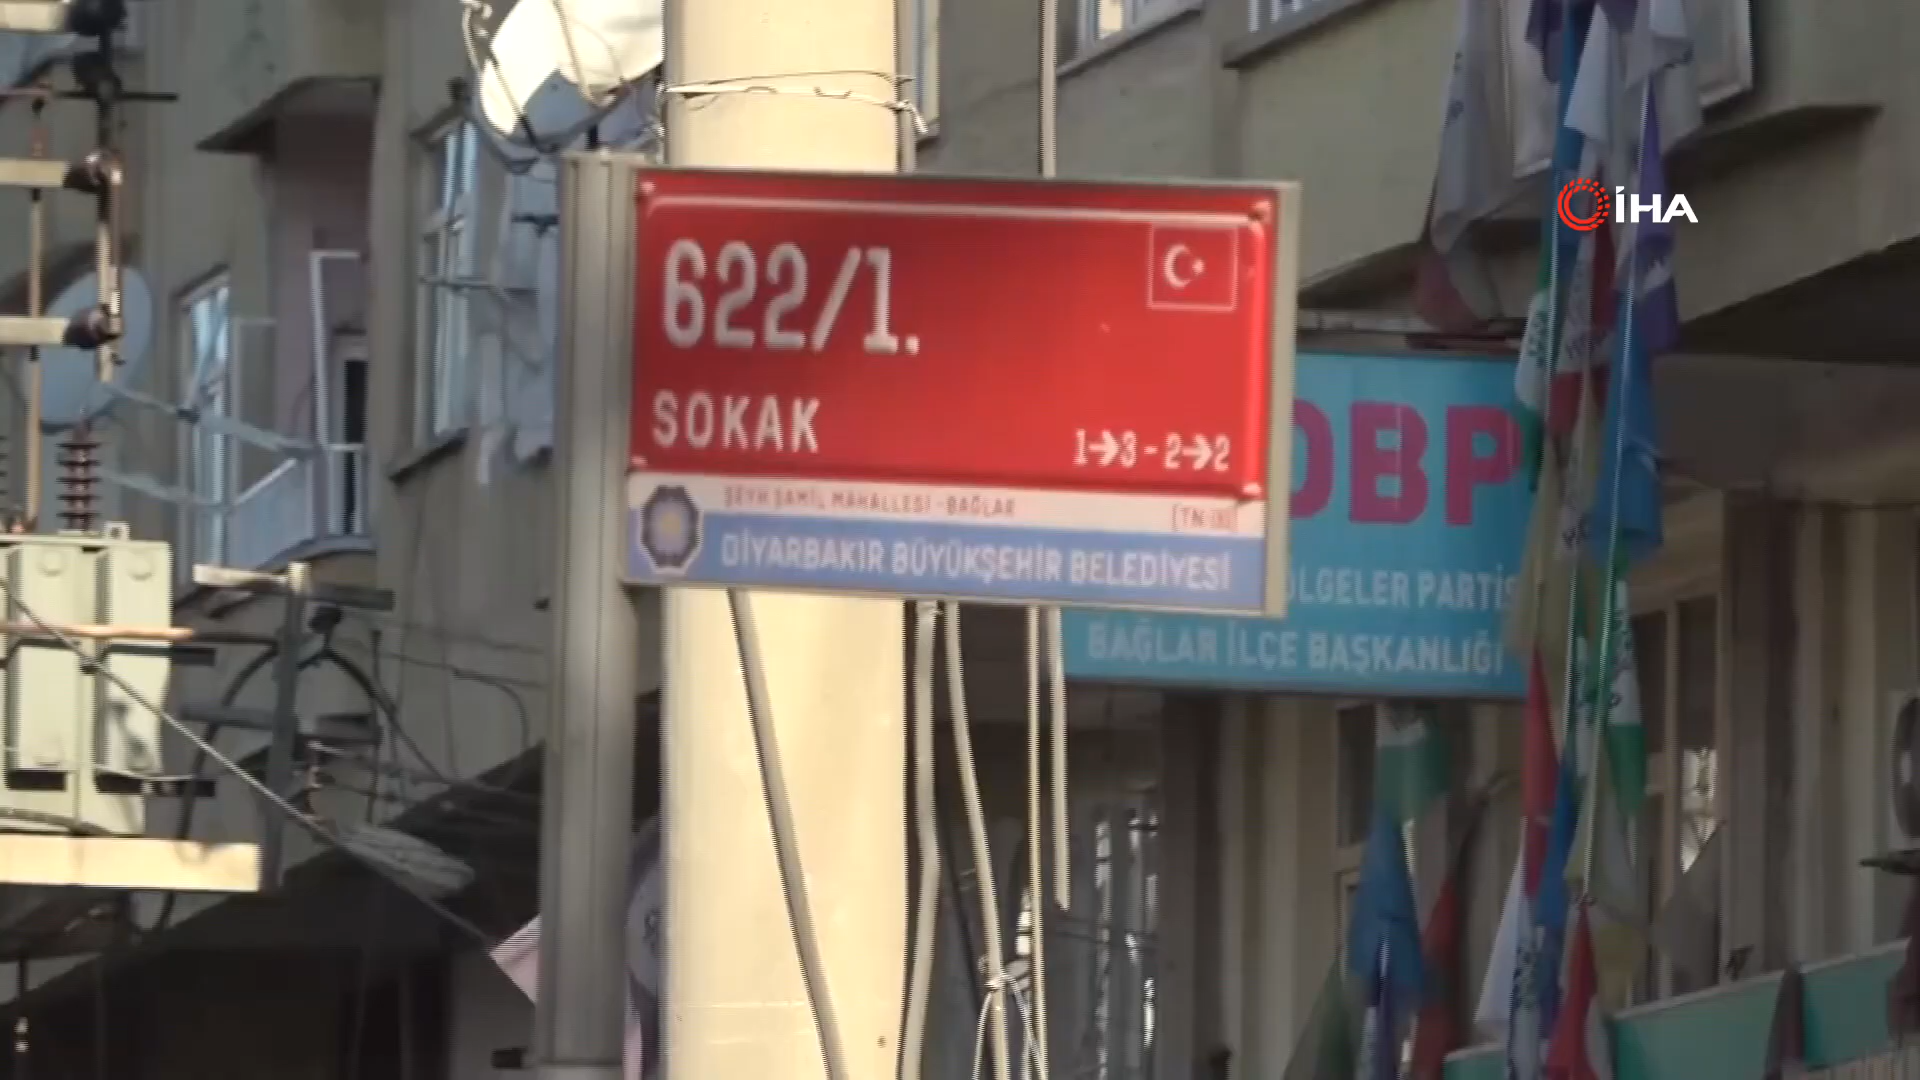 İHA
622/1.
SOKAK
1→3 - 2→2
ŞEYH ŞAMİL MAHALLESİ - BAĞLAR
DİYARBAKIR BÜYÜKŞEHİR BELEDİYESİ
DBP
BAĞLAR İLÇE BAŞKANLIĞI